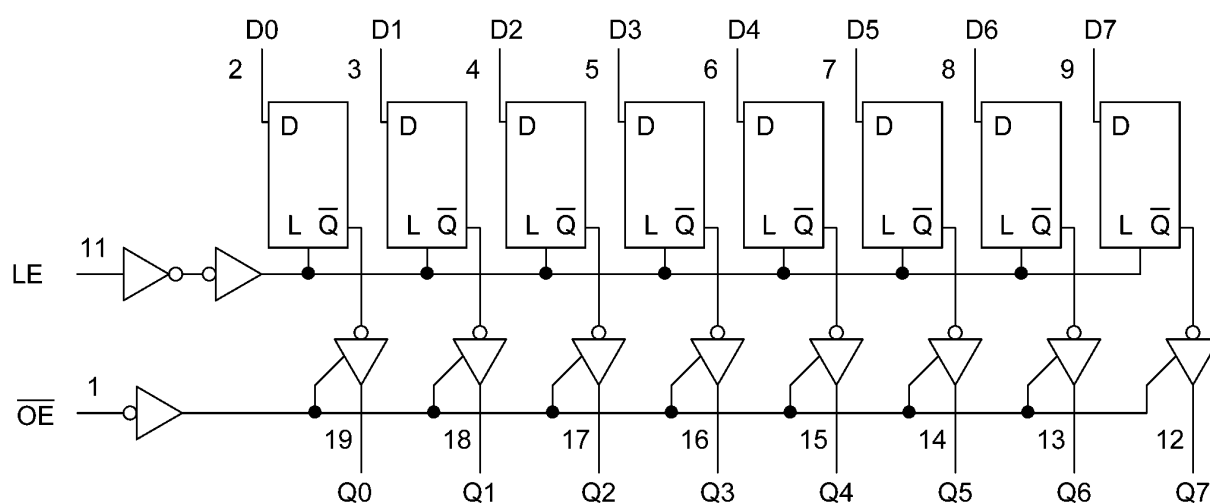 D0 D1 D2 D3 D4 D5 D6 D7
2 3 4 5 6 7 8 9
D D D D D D D D
L Q̅ L Q̅ L Q̅ L Q̅ L Q̅ L Q̅ L Q̅ L Q̅
11
LE
1
O̅E̅
19 18 17 16 15 14 13 12
Q0 Q1 Q2 Q3 Q4 Q5 Q6 Q7